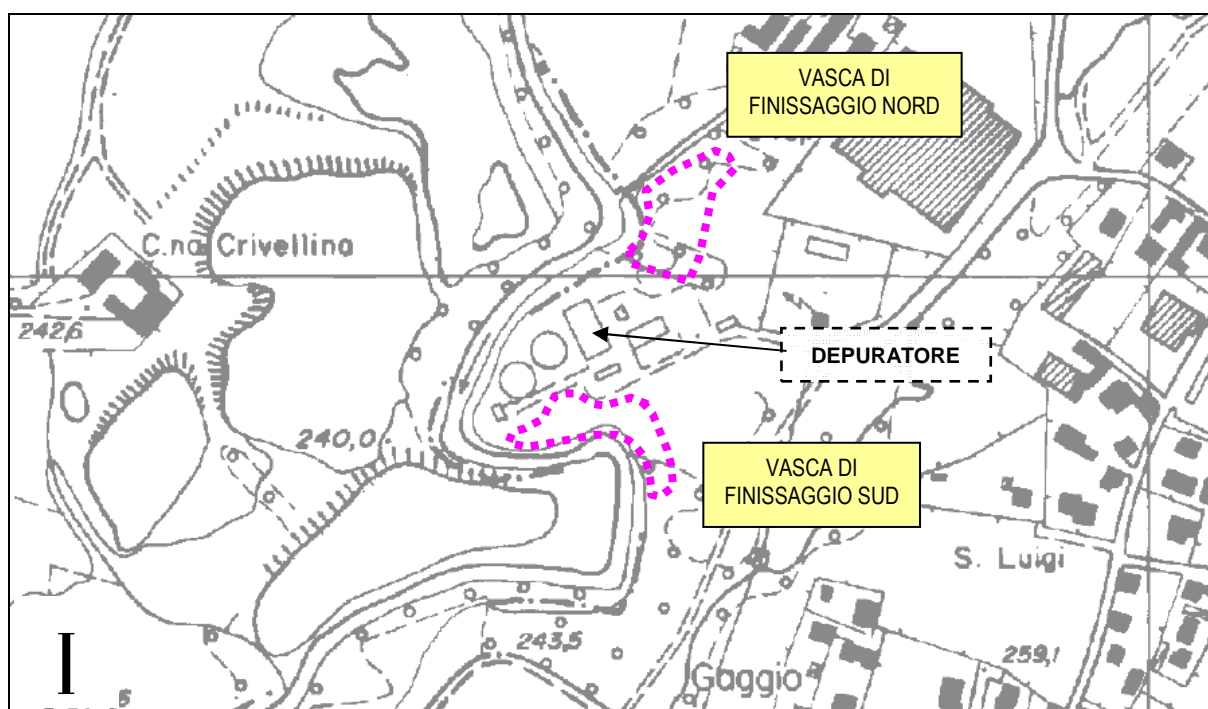 VASCA DI
FINISSAGGIO NORD
C.na Crivellina
242,6
DEPURATORE
240,0
VASCA DI
FINISSAGGIO SUD
S. Luigi
243,5
259,1
Gaggio
I